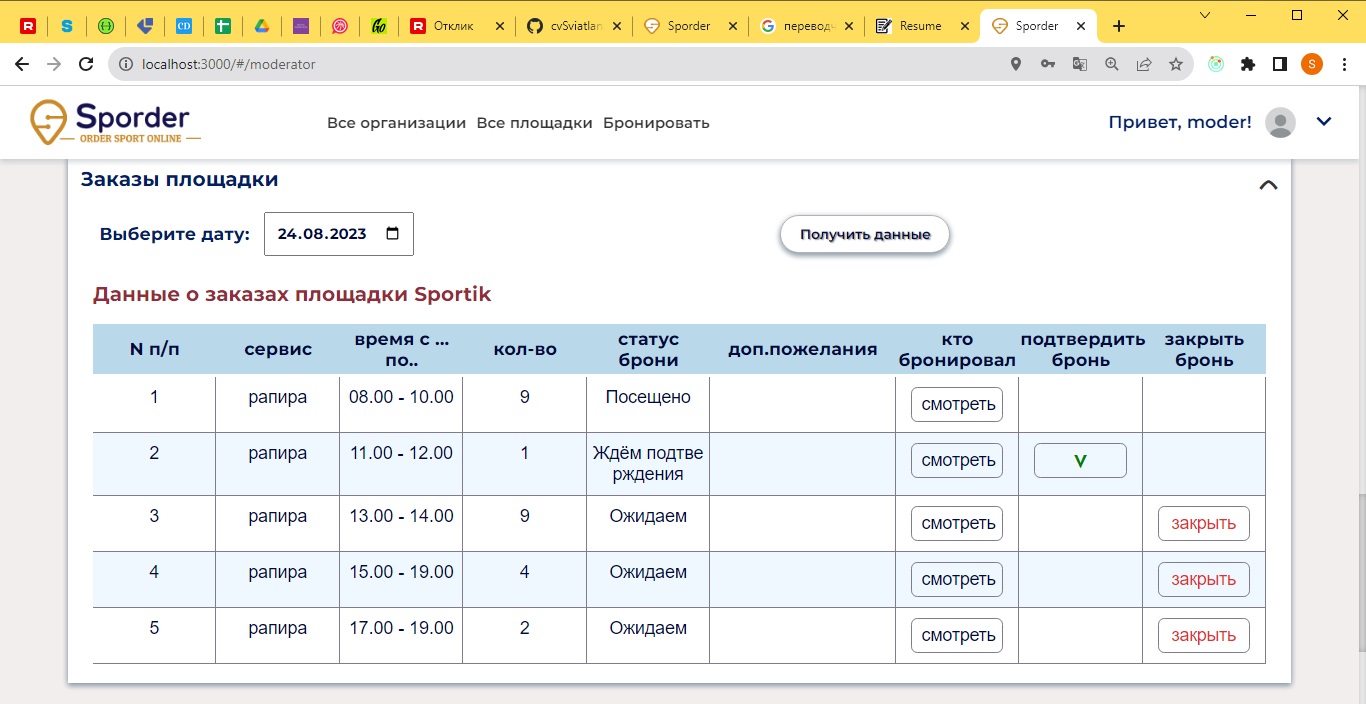 Отклик
cvSviatlan
Sporder
переводч
Resume
Sporder
localhost:3000/#/moderator
S
Sporder
ORDER SPORT ONLINE
Все организации Все площадки Бронировать
Привет, moder!
Заказы площадки
Выберите дату: 24.08.2023 Получить данные
Данные о заказах площадки Sportik
N п/п сервис время с ... по.. кол-во статус брони доп.пожелания кто бронировал подтвердить бронь закрыть бронь
1 рапира 08.00 - 10.00 9 Посещено смотреть
2 рапира 11.00 - 12.00 1 Ждём подтве смотреть V
рждения
3 рапира 13.00 - 14.00 9 Ожидаем смотреть закрыть
4 рапира 15.00 - 19.00 4 Ожидаем смотреть закрыть
5 рапира 17.00 - 19.00 2 Ожидаем смотреть закрыть